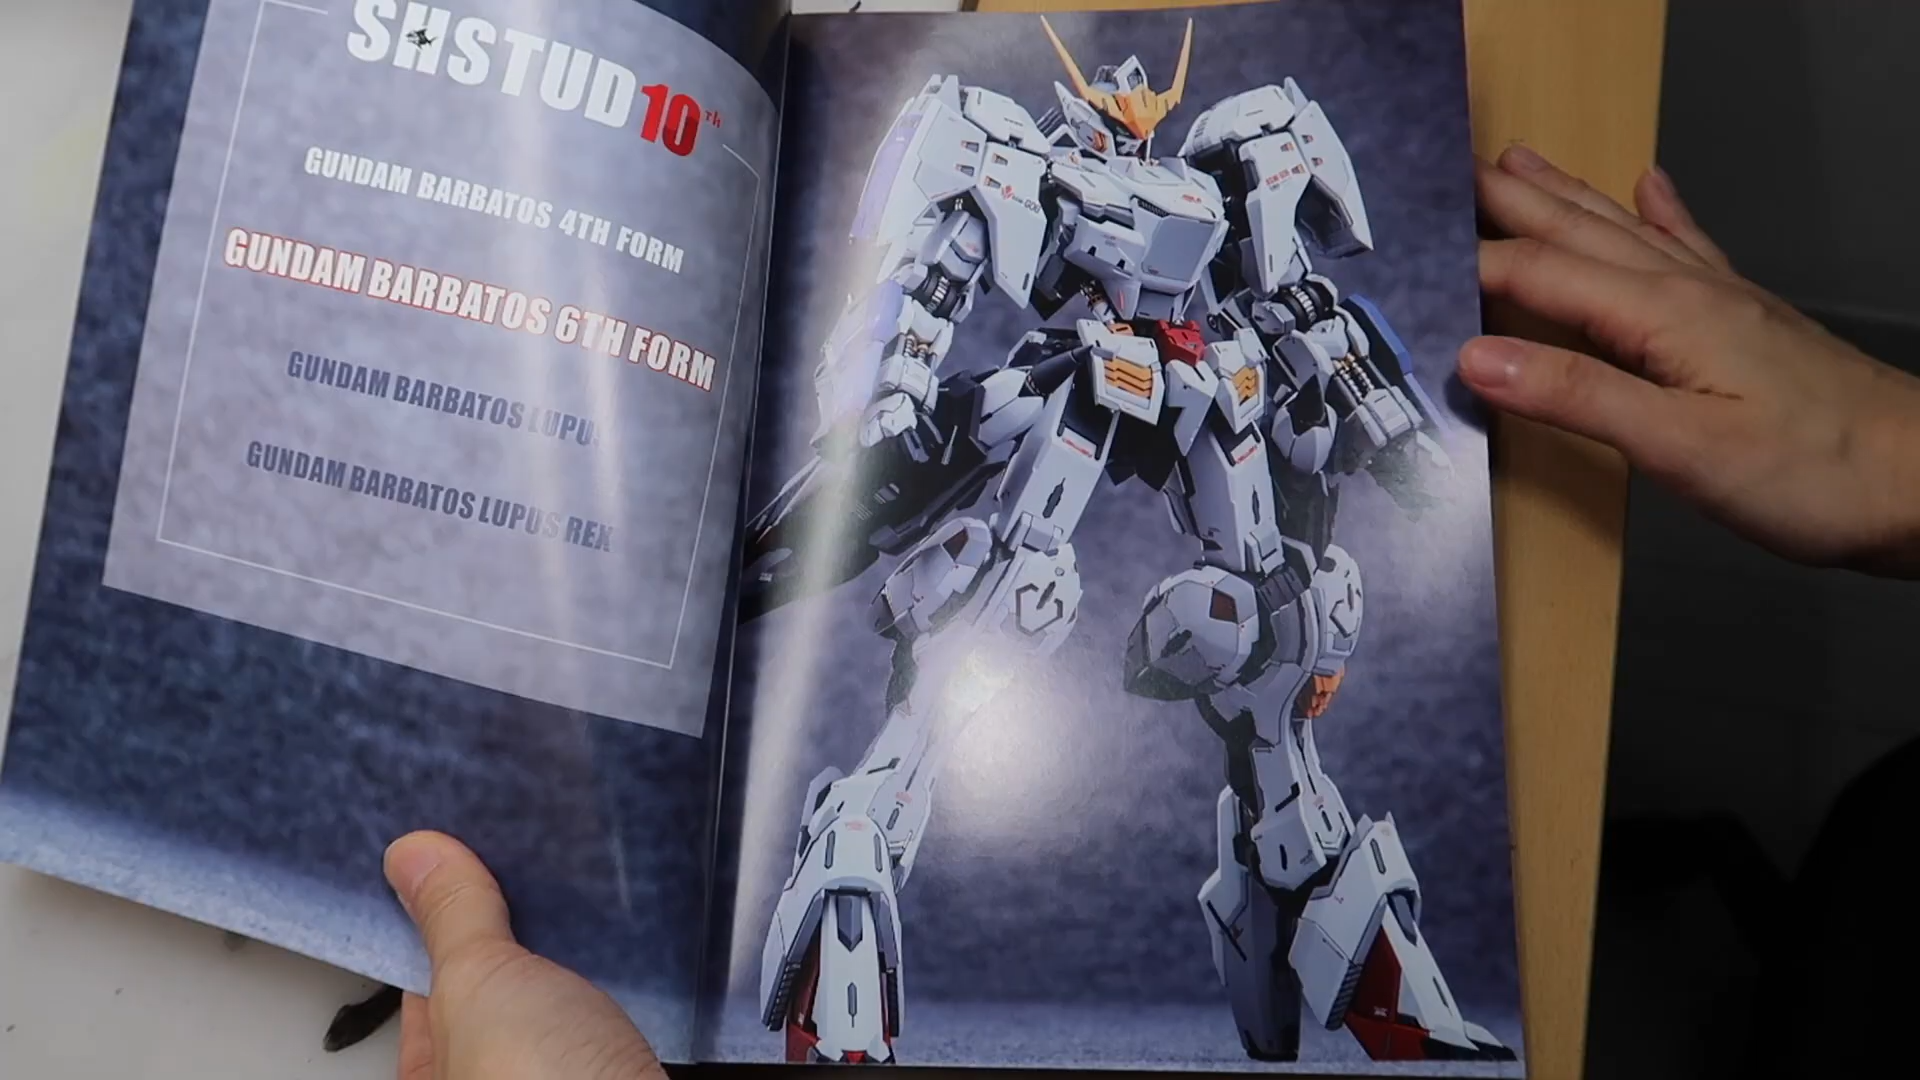 SHSTUD10th
GUNDAM BARBATOS 4TH FORM
GUNDAM BARBATOS 6TH FORM
GUNDAM BARBATOS LUPUS
GUNDAM BARBATOS LUPUS REX